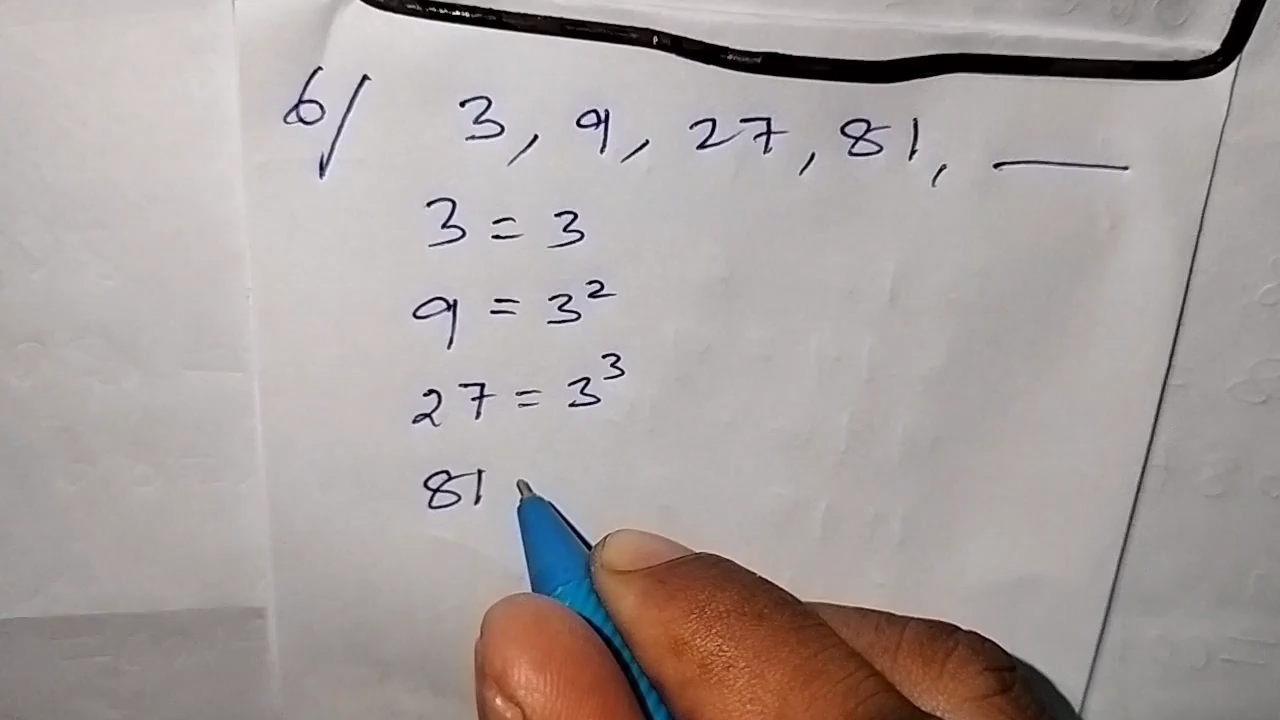 6/ 3, 9, 27, 81, ___
3 = 3
9 = 3²
27 = 3³
81